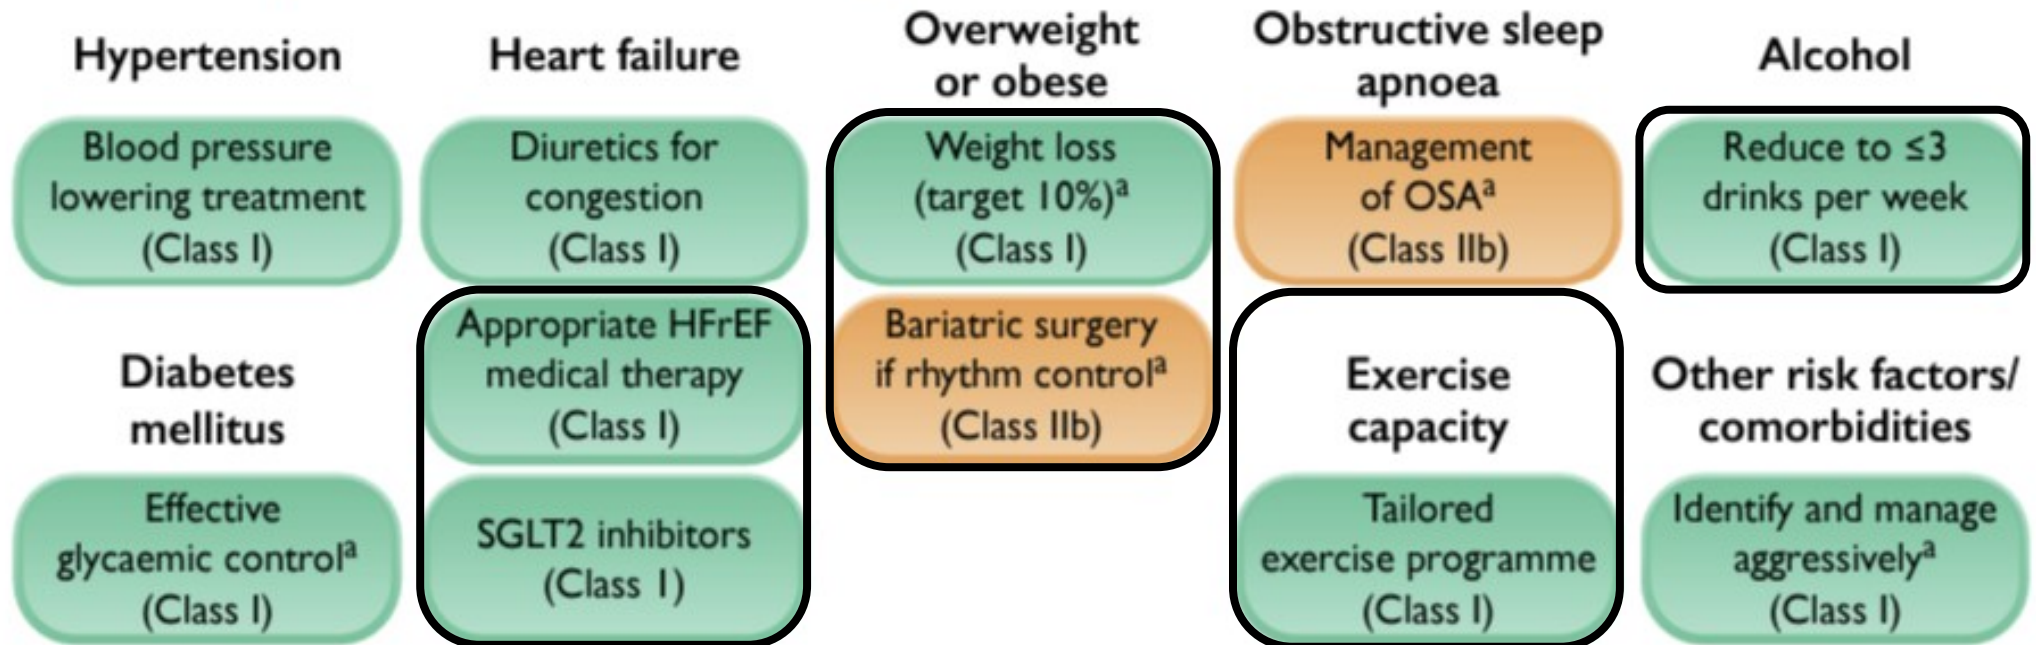 Hypertension
Blood pressure
lowering treatment
(Class I)
Diabetes
mellitus
Effective
glycaemic controlª
(Class I)
Heart failure
Diuretics for
congestion
(Class I)
Appropriate HFrEF
medical therapy
(Class I)
SGLT2 inhibitors
(Class 1)
Overweight
or obese
Weight loss
(target 10%)ª
(Class I)
Bariatric surgery
if rhythm controlª
(Class IIb)
Obstructive sleep
apnoea
Management
of OSAª
(Class IIb)
Exercise
capacity
Tailored
exercise programme
(Class I)
Alcohol
Reduce to ≤3
drinks per week
(Class I)
Other risk factors/
comorbidities
Identify and manage
aggressivelyª
(Class I)